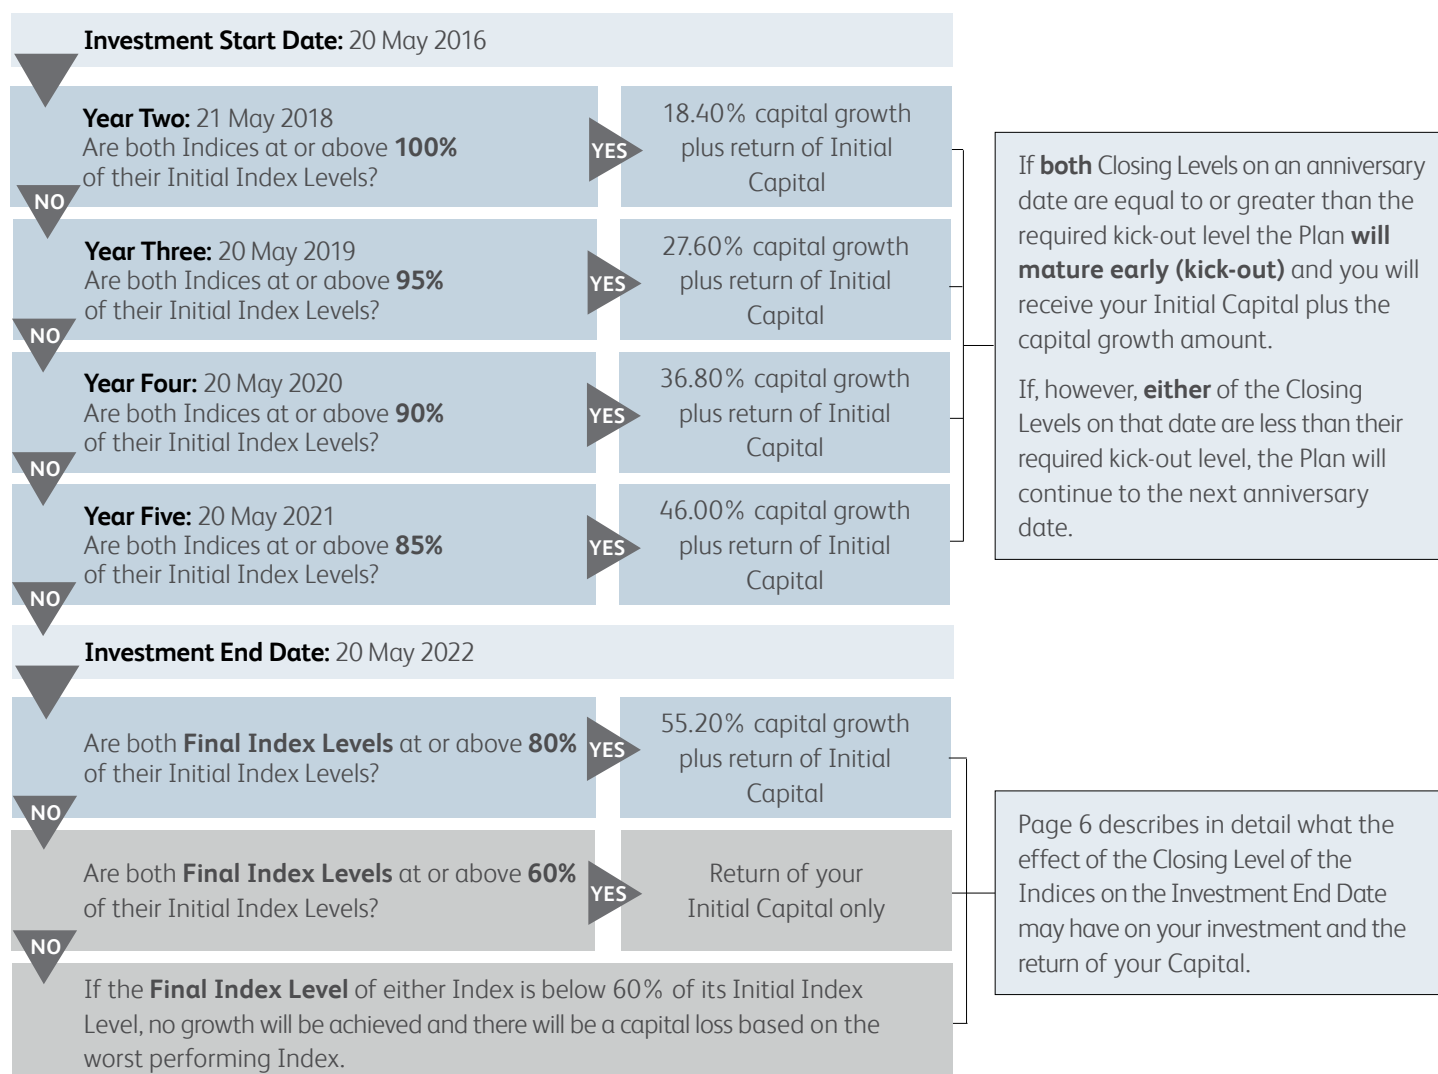 Investment Start Date: 20 May 2016
Year Two: 21 May 2018
Are both Indices at or above 100%
of their Initial Index Levels?
YES
18.40% capital growth
plus return of Initial
Capital
NO
Year Three: 20 May 2019
Are both Indices at or above 95%
of their Initial Index Levels?
YES
27.60% capital growth
plus return of Initial
Capital
NO
Year Four: 20 May 2020
Are both Indices at or above 90%
of their Initial Index Levels?
YES
36.80% capital growth
plus return of Initial
Capital
NO
Year Five: 20 May 2021
Are both Indices at or above 85%
of their Initial Index Levels?
YES
46.00% capital growth
plus return of Initial
Capital
NO
If both Closing Levels on an anniversary
date are equal to or greater than the
required kick-out level the Plan will
mature early (kick-out) and you will
receive your Initial Capital plus the
capital growth amount.
If, however, either of the Closing
Levels on that date are less than their
required kick-out level, the Plan will
continue to the next anniversary
date.
Investment End Date: 20 May 2022
Are both Final Index Levels at or above 80%
of their Initial Index Levels?
YES
55.20% capital growth
plus return of Initial
Capital
NO
Are both Final Index Levels at or above 60%
of their Initial Index Levels?
YES
Return of your
Initial Capital only
NO
If the Final Index Level of either Index is below 60% of its Initial Index
Level, no growth will be achieved and there will be a capital loss based on the
worst performing Index.
Page 6 describes in detail what the
effect of the Closing Level of the
Indices on the Investment End Date
may have on your investment and the
return of your Capital.